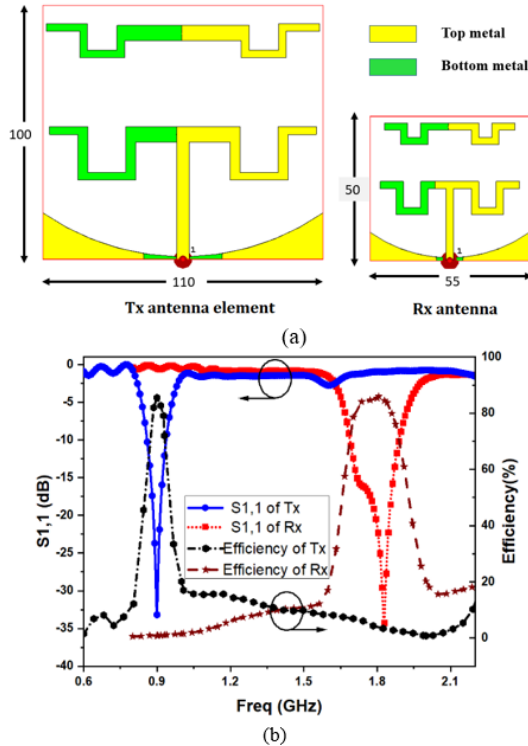 Top metal
Bottom metal
100
1
110
Tx antenna element
50
1
55
Rx antenna
(a)
S1,1 (dB)
0
-5
-10
-15
-20
-25
-30
-35
-40
S1,1 of Tx
S1,1 of Rx
Efficiency of Tx
Efficiency of Rx
100
80
60
40
20
0
Efficiency(%)
0.6 0.9 1.2 1.5 1.8 2.1
Freq (GHz)
(b)